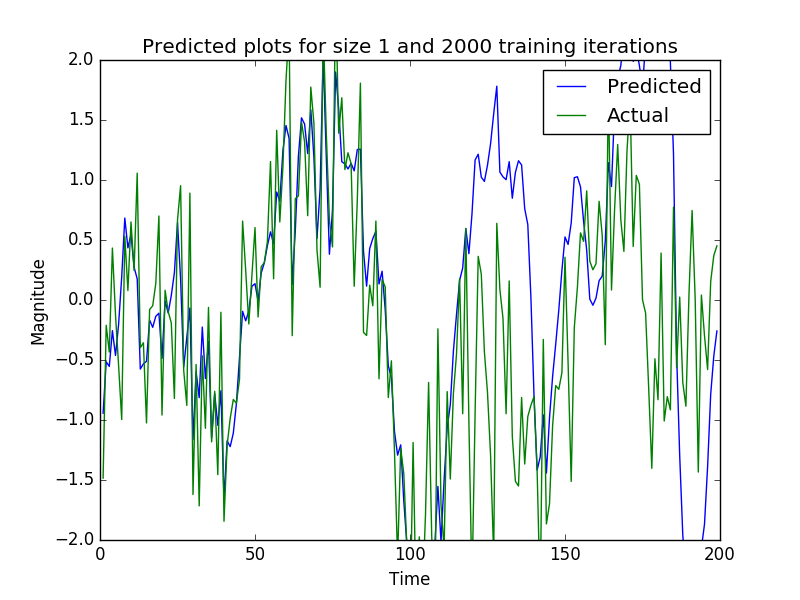 Predicted plots for size 1 and 2000 training iterations
2.0
1.5
1.0
0.5
0.0
−0.5
−1.0
−1.5
−2.0
Magnitude
Predicted
Actual
0 50 100 150 200
Time